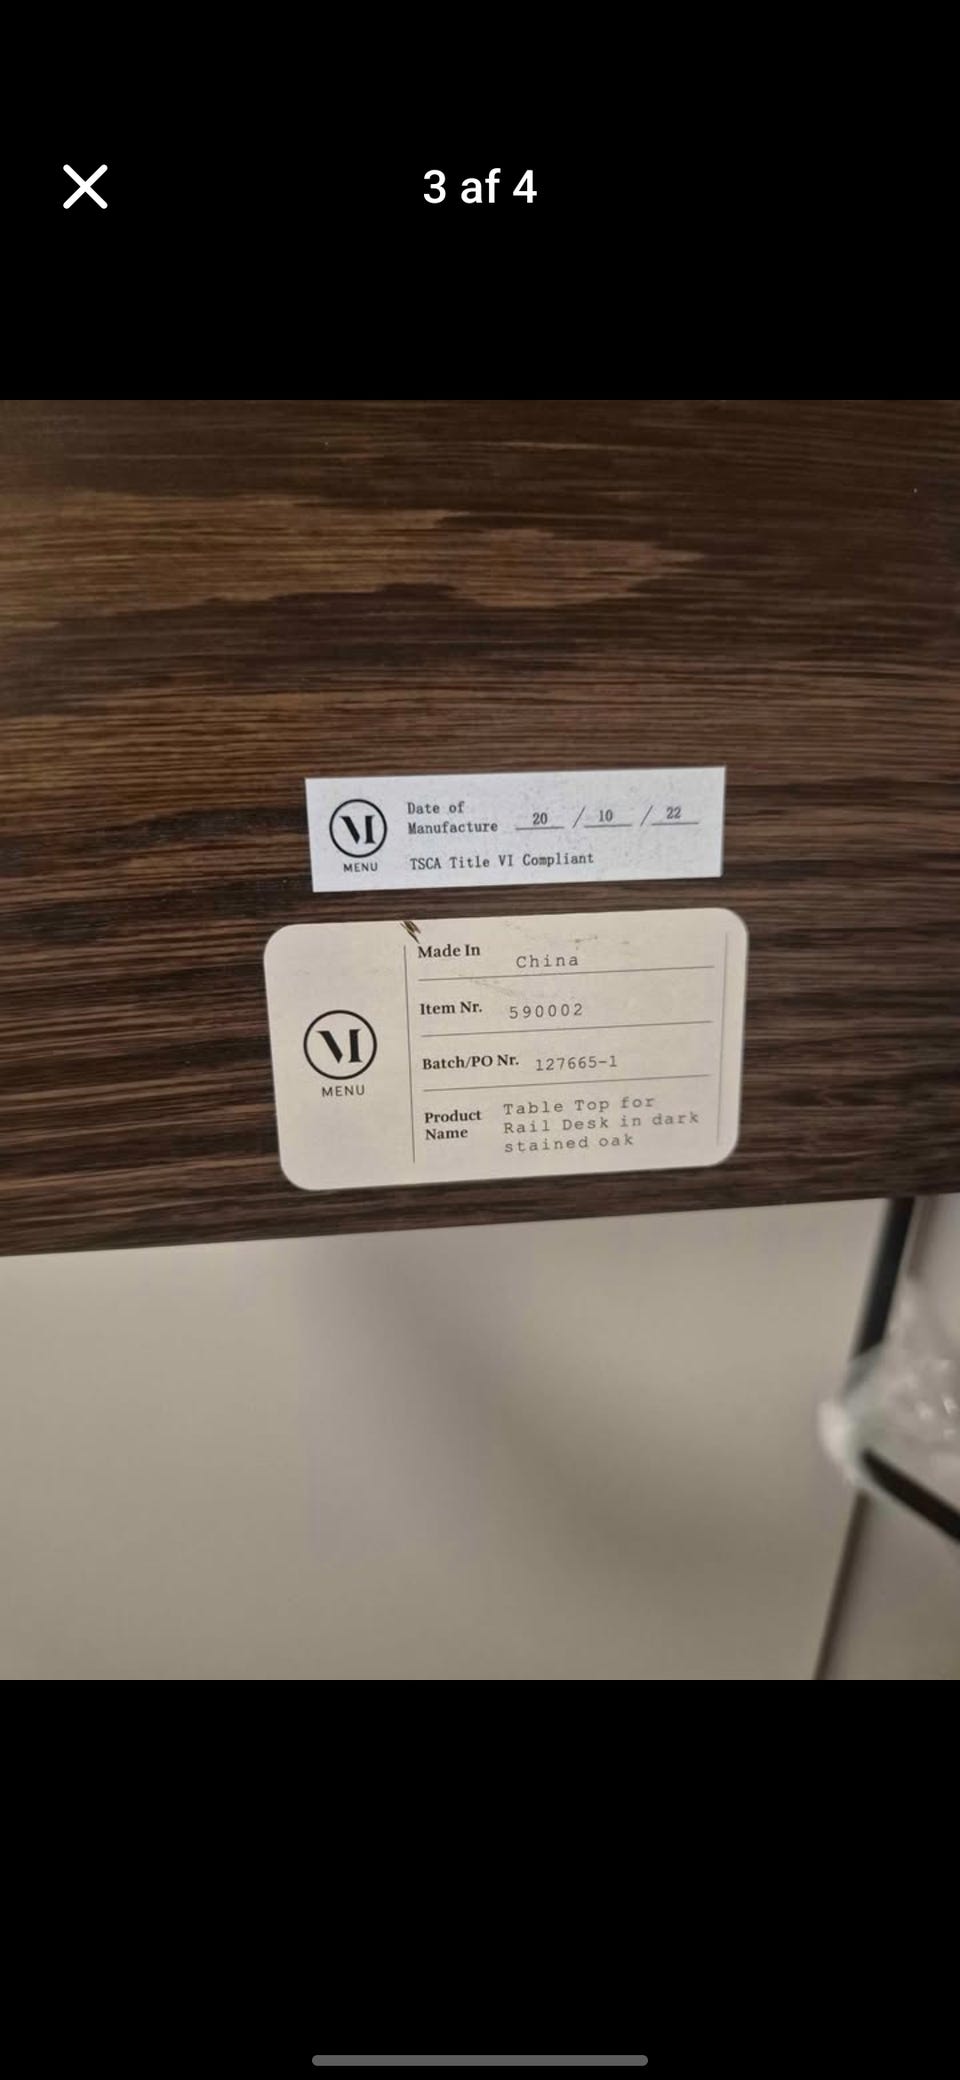 3 af 4
Date of
Manufacture 20 / 10 / 22
TSCA Title VI Compliant
MENU
Made In China
Item Nr. 590002
Batch/PO Nr. 127665-1
Product Name Table Top for
Rail Desk in dark
stained oak
MENU